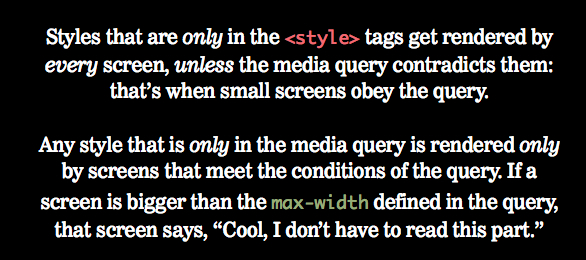 Styles that are only in the <style> tags get rendered by
every screen, unless the media query contradicts them:
that’s when small screens obey the query.
Any style that is only in the media query is rendered only
by screens that meet the conditions of the query. If a
screen is bigger than the max-width defined in the query,
that screen says, “Cool, I don’t have to read this part.”